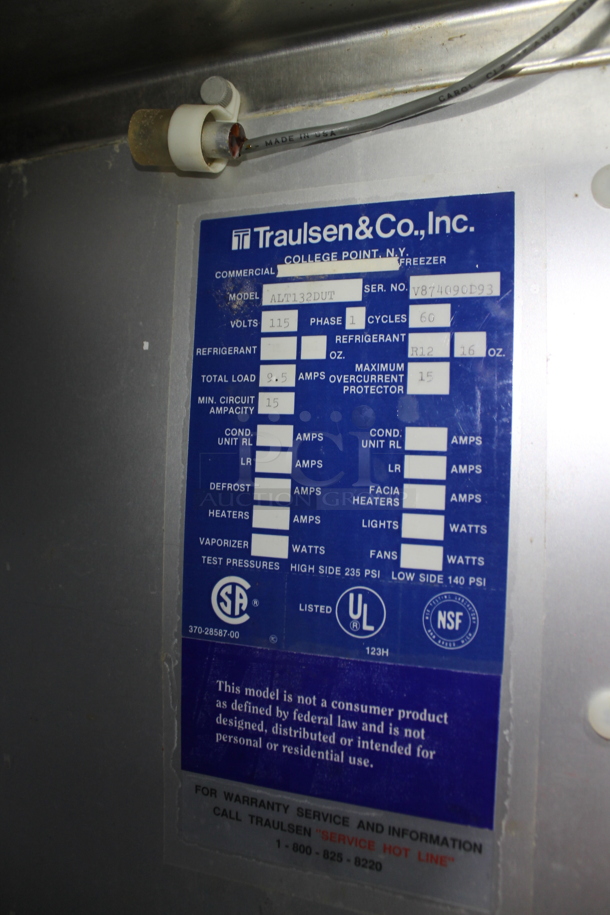 CAROL
MADE IN USA
Traulsen & Co., Inc.
COLLEGE POINT, N.Y.
COMMERCIAL FREEZER
MODEL ALT132DUT SER. NO. V874090D93
VOLTS 115 PHASE 1 CYCLES 60
REFRIGERANT OZ. REFRIGERANT R12 16 OZ.
TOTAL LOAD 9.5 AMPS MAXIMUM OVERCURRENT PROTECTOR 15
MIN. CIRCUIT AMPACITY 15
COND. UNIT RL AMPS COND. UNIT RL AMPS
LR AMPS LR AMPS
DEFROST AMPS FACIA HEATERS AMPS
HEATERS AMPS LIGHTS WATTS
VAPORIZER WATTS FANS WATTS
TEST PRESSURES HIGH SIDE 235 PSI LOW SIDE 140 PSI
PCI
AUCTION GROUP
SA ® LISTED UL ® NSF
370-28587-00
123H
This model is not a consumer product
as defined by federal law and is not
designed, distributed or intended for
personal or residential use.
FOR WARRANTY SERVICE AND INFORMATION
CALL TRAULSEN "SERVICE HOT LINE"
1-800-825-8220